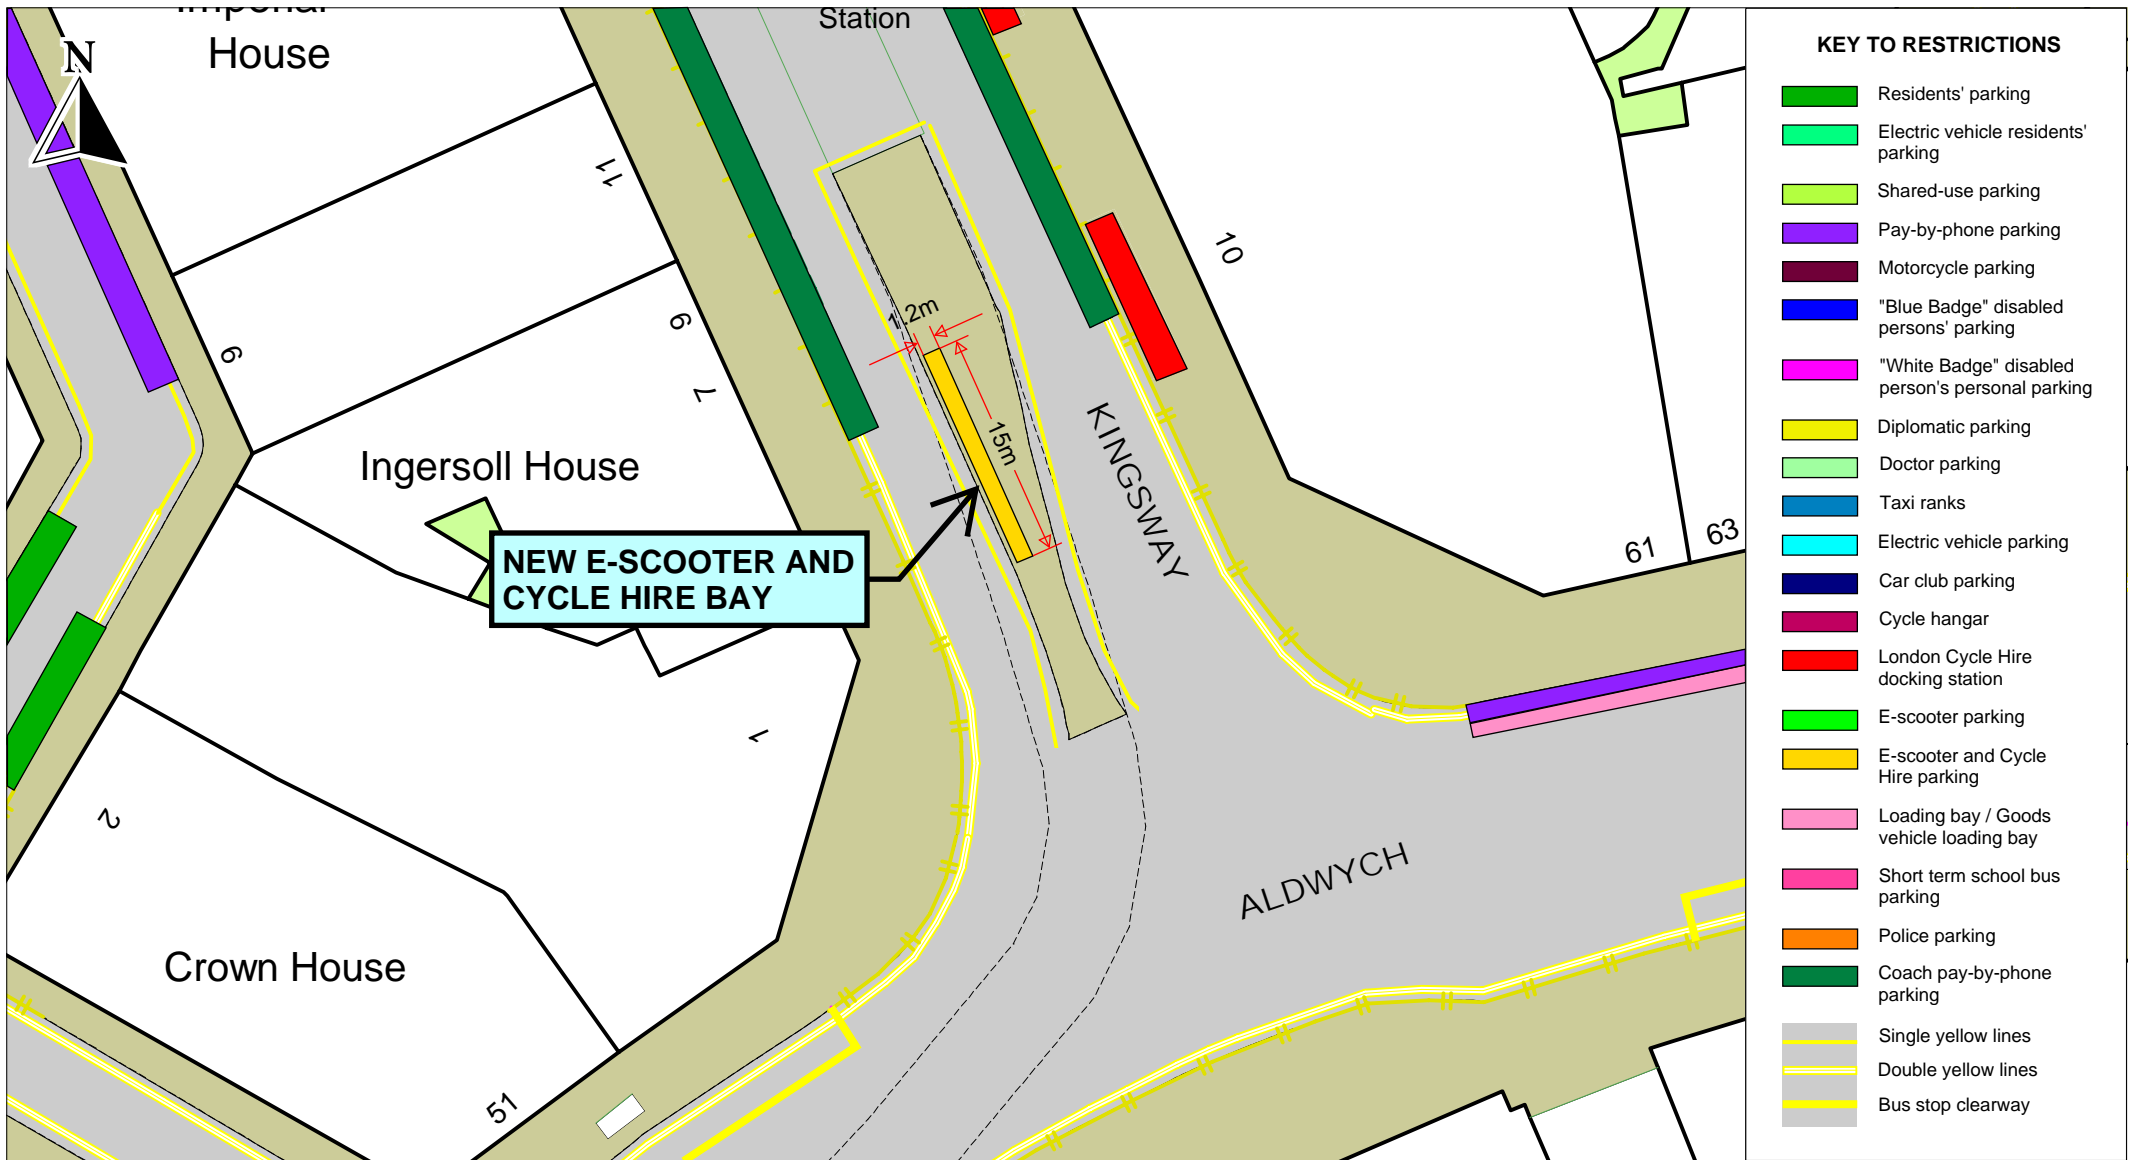 Imperial
House
N
Station
11
9
7
9
10
1.2m
15m
KINGSWAY
Ingersoll House
NEW E-SCOOTER AND
CYCLE HIRE BAY
61
63
1
2
ALDWYCH
Crown House
51
KEY TO RESTRICTIONS
Residents' parking
Electric vehicle residents'
parking
Shared-use parking
Pay-by-phone parking
Motorcycle parking
"Blue Badge" disabled
persons' parking
"White Badge" disabled
person's personal parking
Diplomatic parking
Doctor parking
Taxi ranks
Electric vehicle parking
Car club parking
Cycle hangar
London Cycle Hire
docking station
E-scooter parking
E-scooter and Cycle
Hire parking
Loading bay / Goods
vehicle loading bay
Short term school bus
parking
Police parking
Coach pay-by-phone
parking
Single yellow lines
Double yellow lines
Bus stop clearway